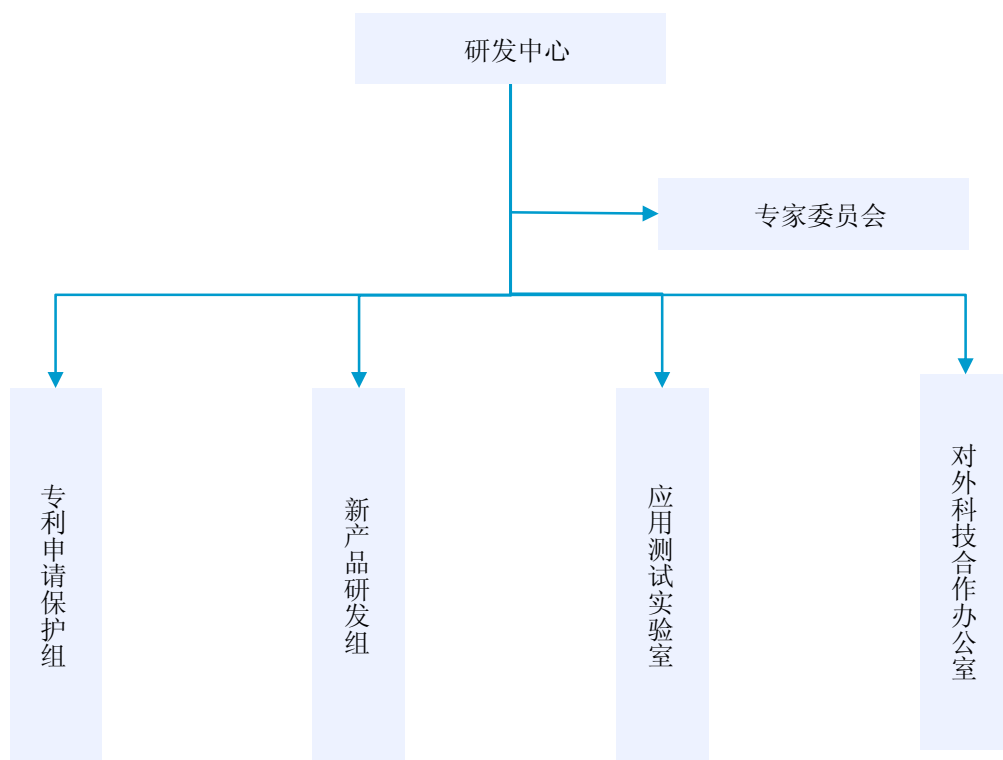 研发中心
专家委员会
专利申请保护组
新产品研发组
应用测试实验室
对外科技合作办公室